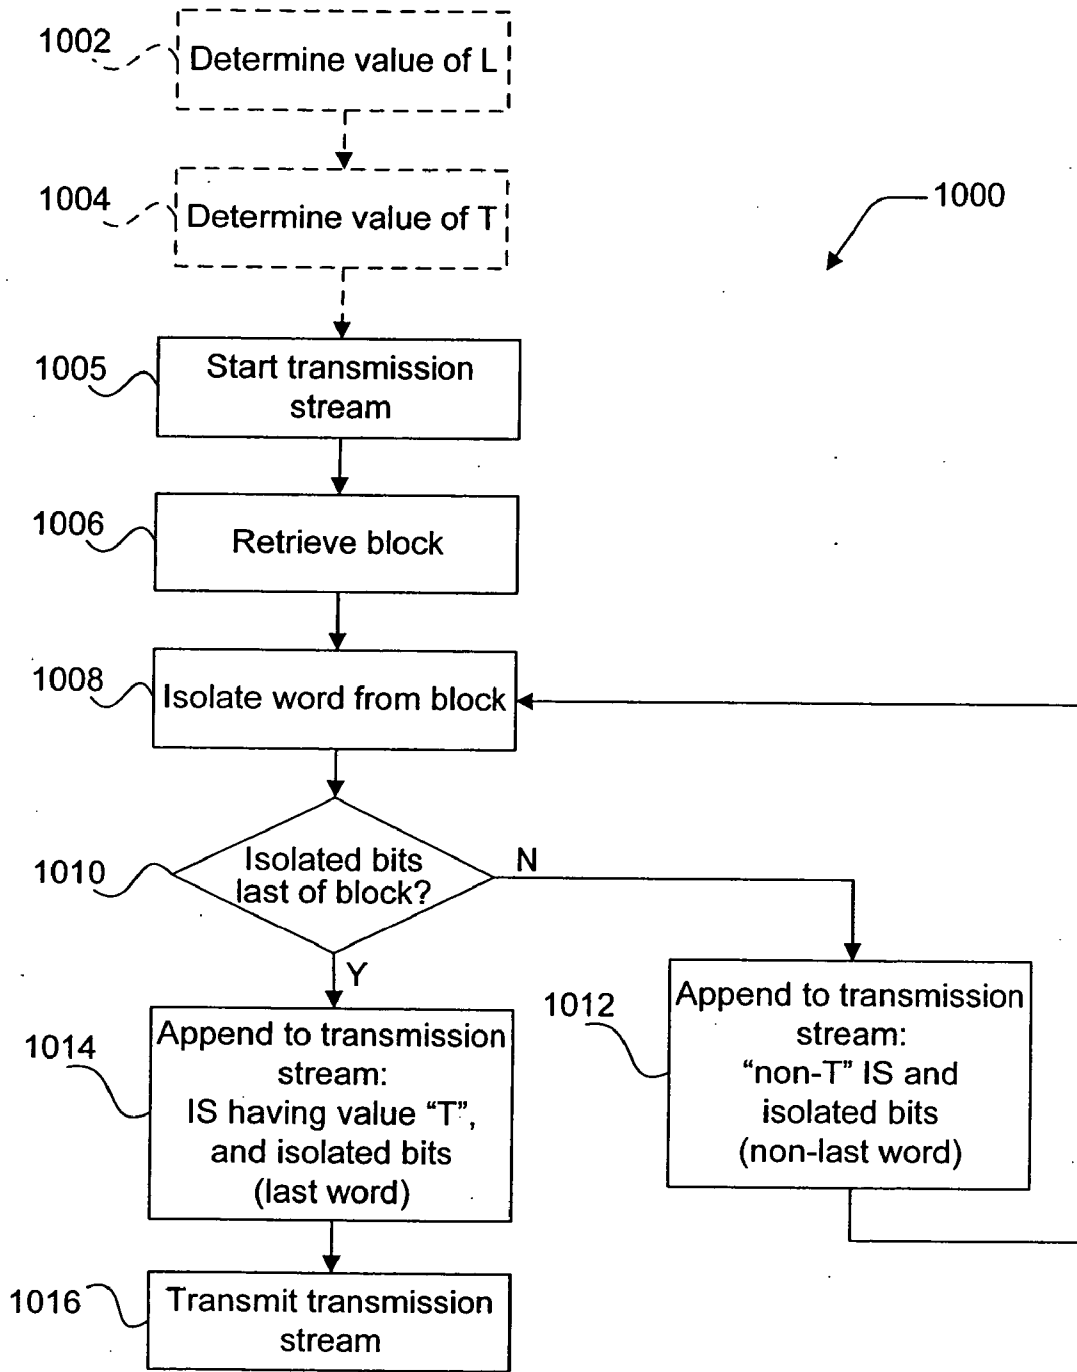 1002
Determine value of L
1004
Determine value of T
1000
1005
Start transmission
stream
1006
Retrieve block
1008
Isolate word from block
1010
Isolated bits
last of block?
N
Y
1014
Append to transmission
stream:
IS having value “T”,
and isolated bits
(last word)
1012
Append to transmission
stream:
“non-T” IS and
isolated bits
(non-last word)
1016
Transmit transmission
stream